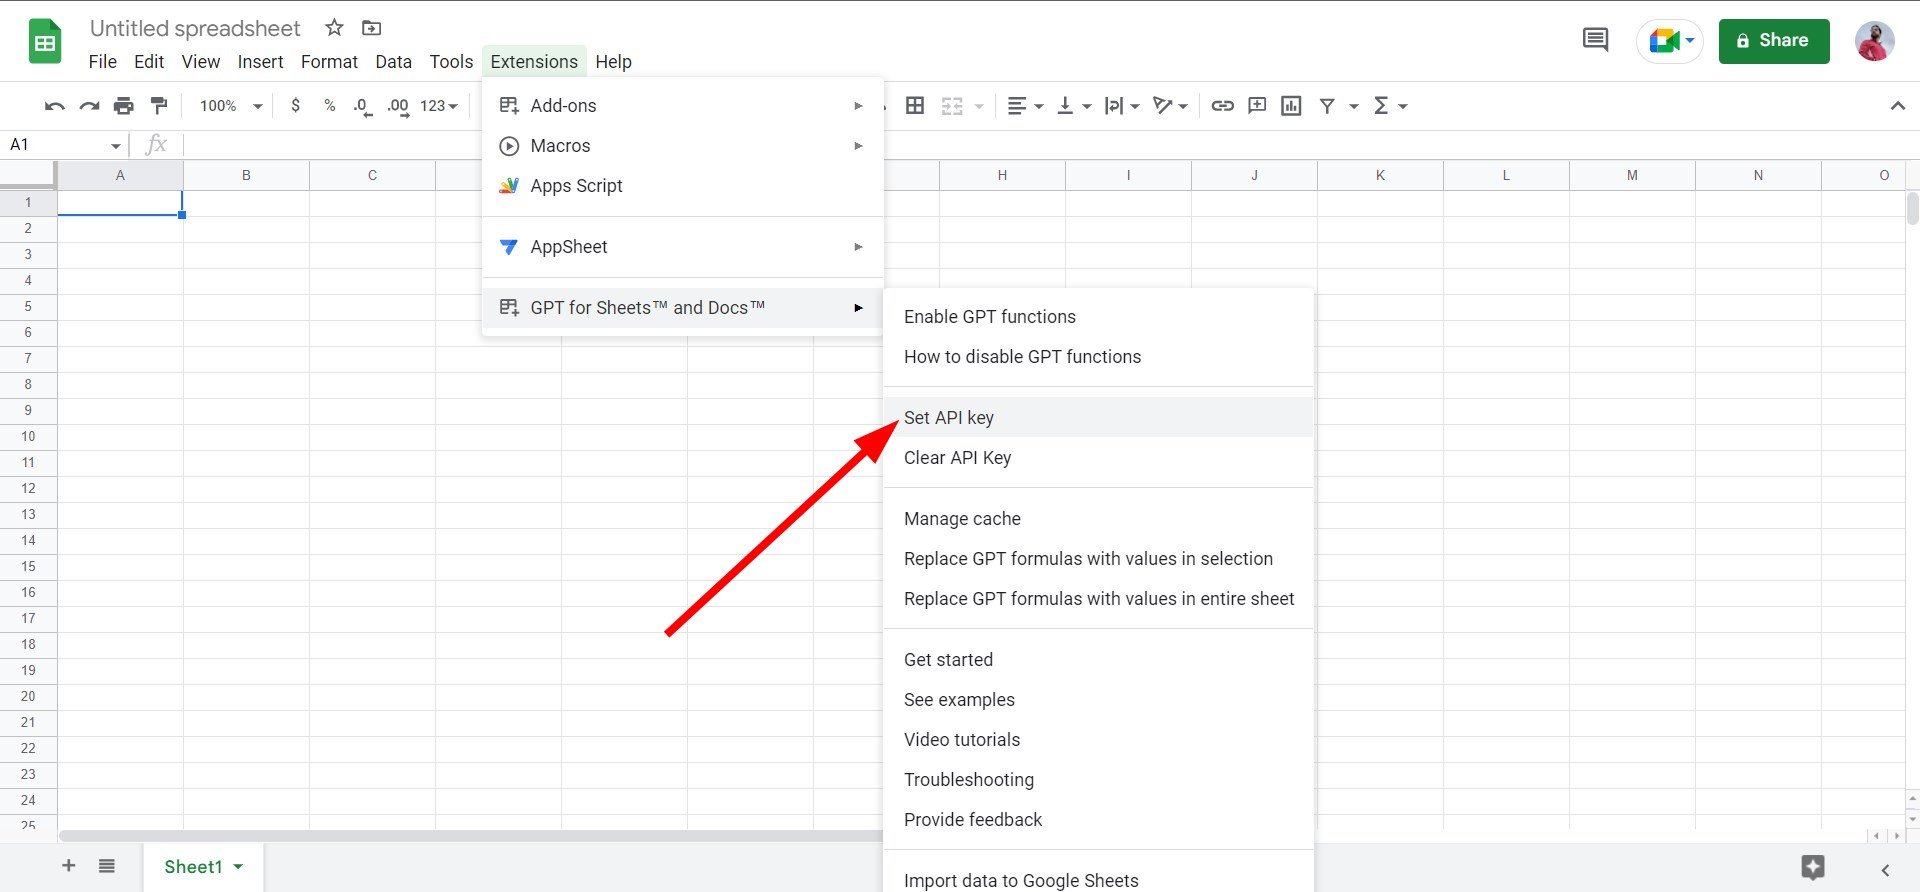 Untitled spreadsheet
File Edit View Insert Format Data Tools Extensions Help
Share
100% $ % .0 .00 123
A1 fx
A B C H I J K L M N O
1
2
3
4
5
6
7
8
9
10
11
12
13
14
15
16
17
18
19
20
21
22
23
24
25
Add-ons
Macros
Apps Script
AppSheet
GPT for Sheets™ and Docs™
Enable GPT functions
How to disable GPT functions
Set API key
Clear API Key
Manage cache
Replace GPT formulas with values in selection
Replace GPT formulas with values in entire sheet
Get started
See examples
Video tutorials
Troubleshooting
Provide feedback
Import data to Google Sheets
Sheet1